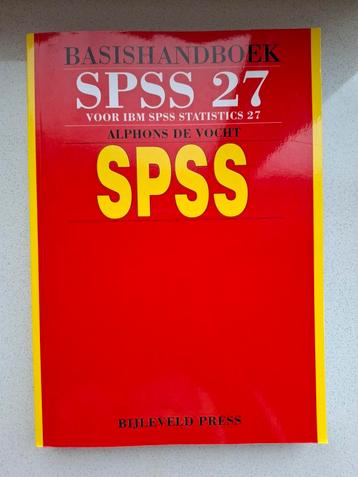 BASISHANDBOEK
SPSS 27
VOOR IBM SPSS STATISTICS 27
ALPHONS DE VOCHT
SPSS
BIJLEVELD PRESS